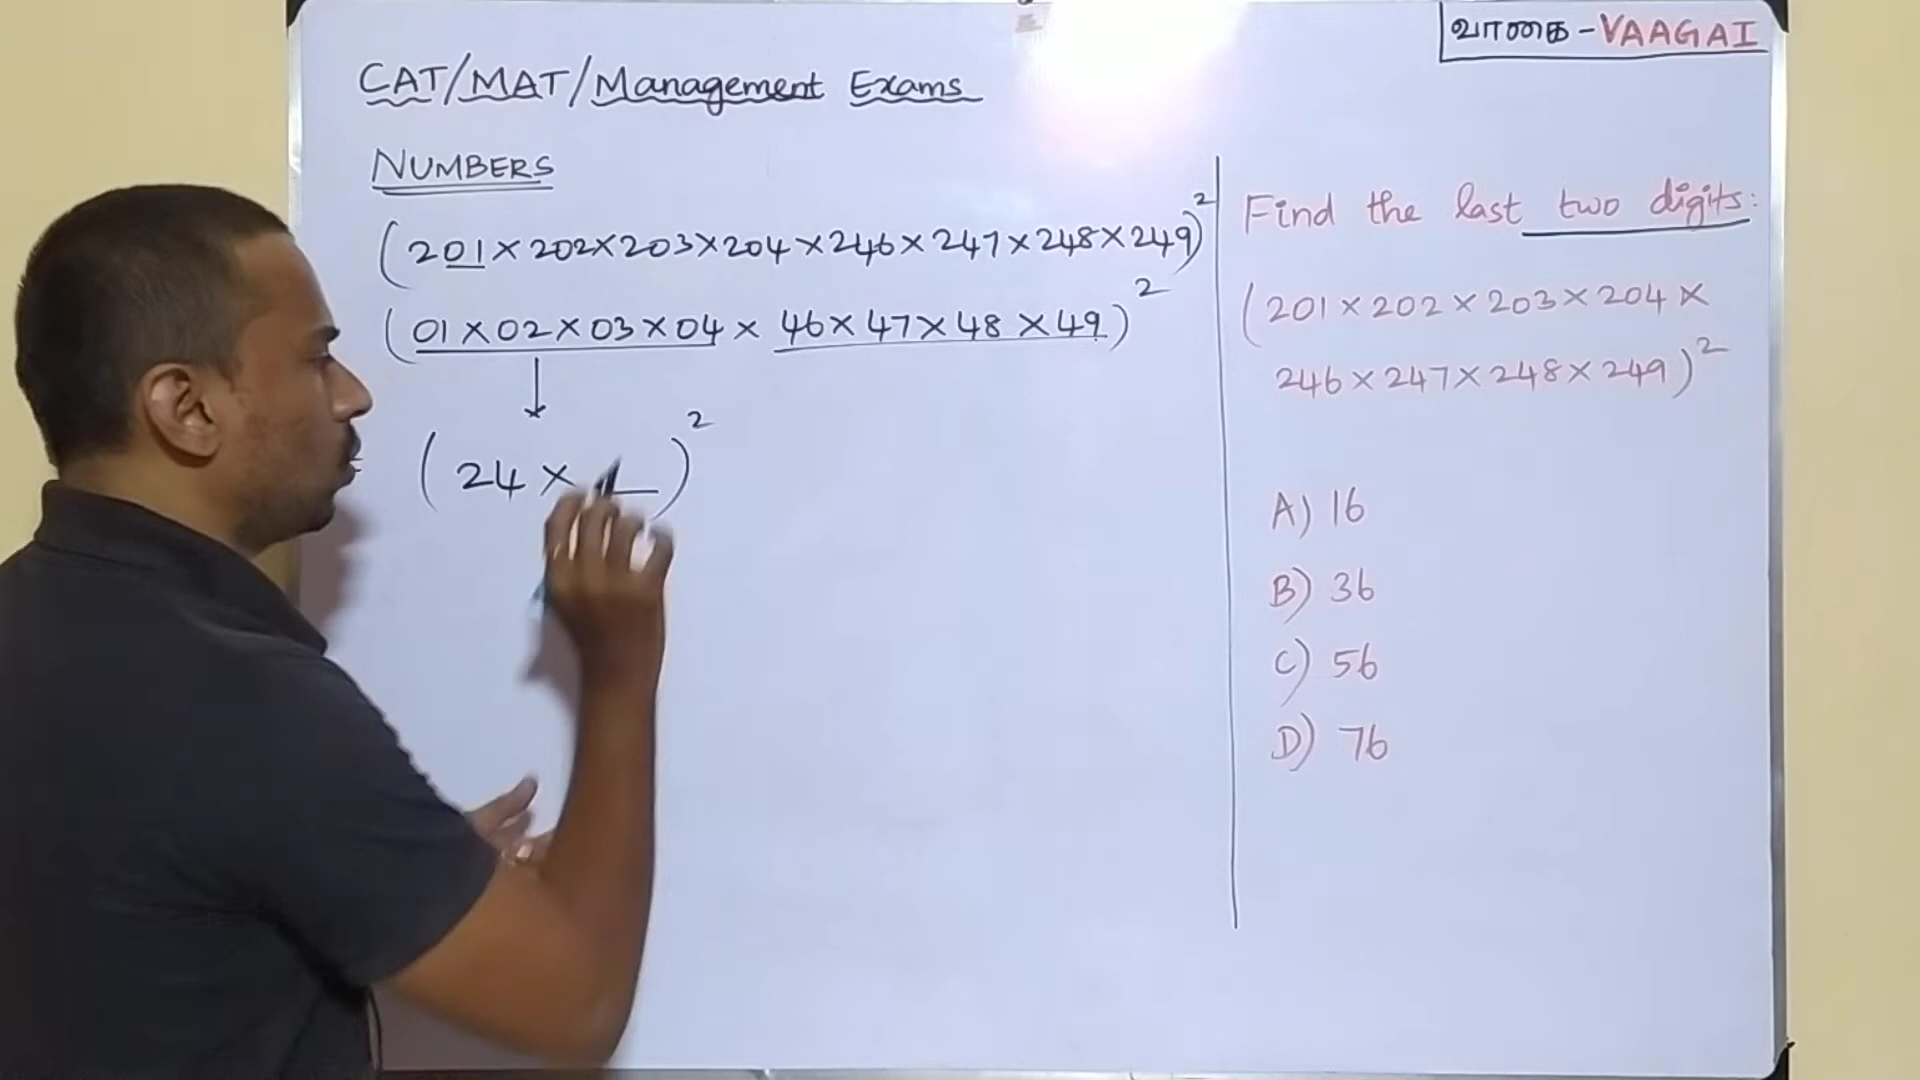 வாகை - VAAGAI
CAT/MAT/Management Exams
NUMBERS
(201×202×203×204×246×247×248×249)²
(01×02×03×04× 46×47×48×49)²
(24× )²
Find the last two digits:
(201×202×203×204×
246×247×248×249)²
A) 16
B) 36
C) 56
D) 76